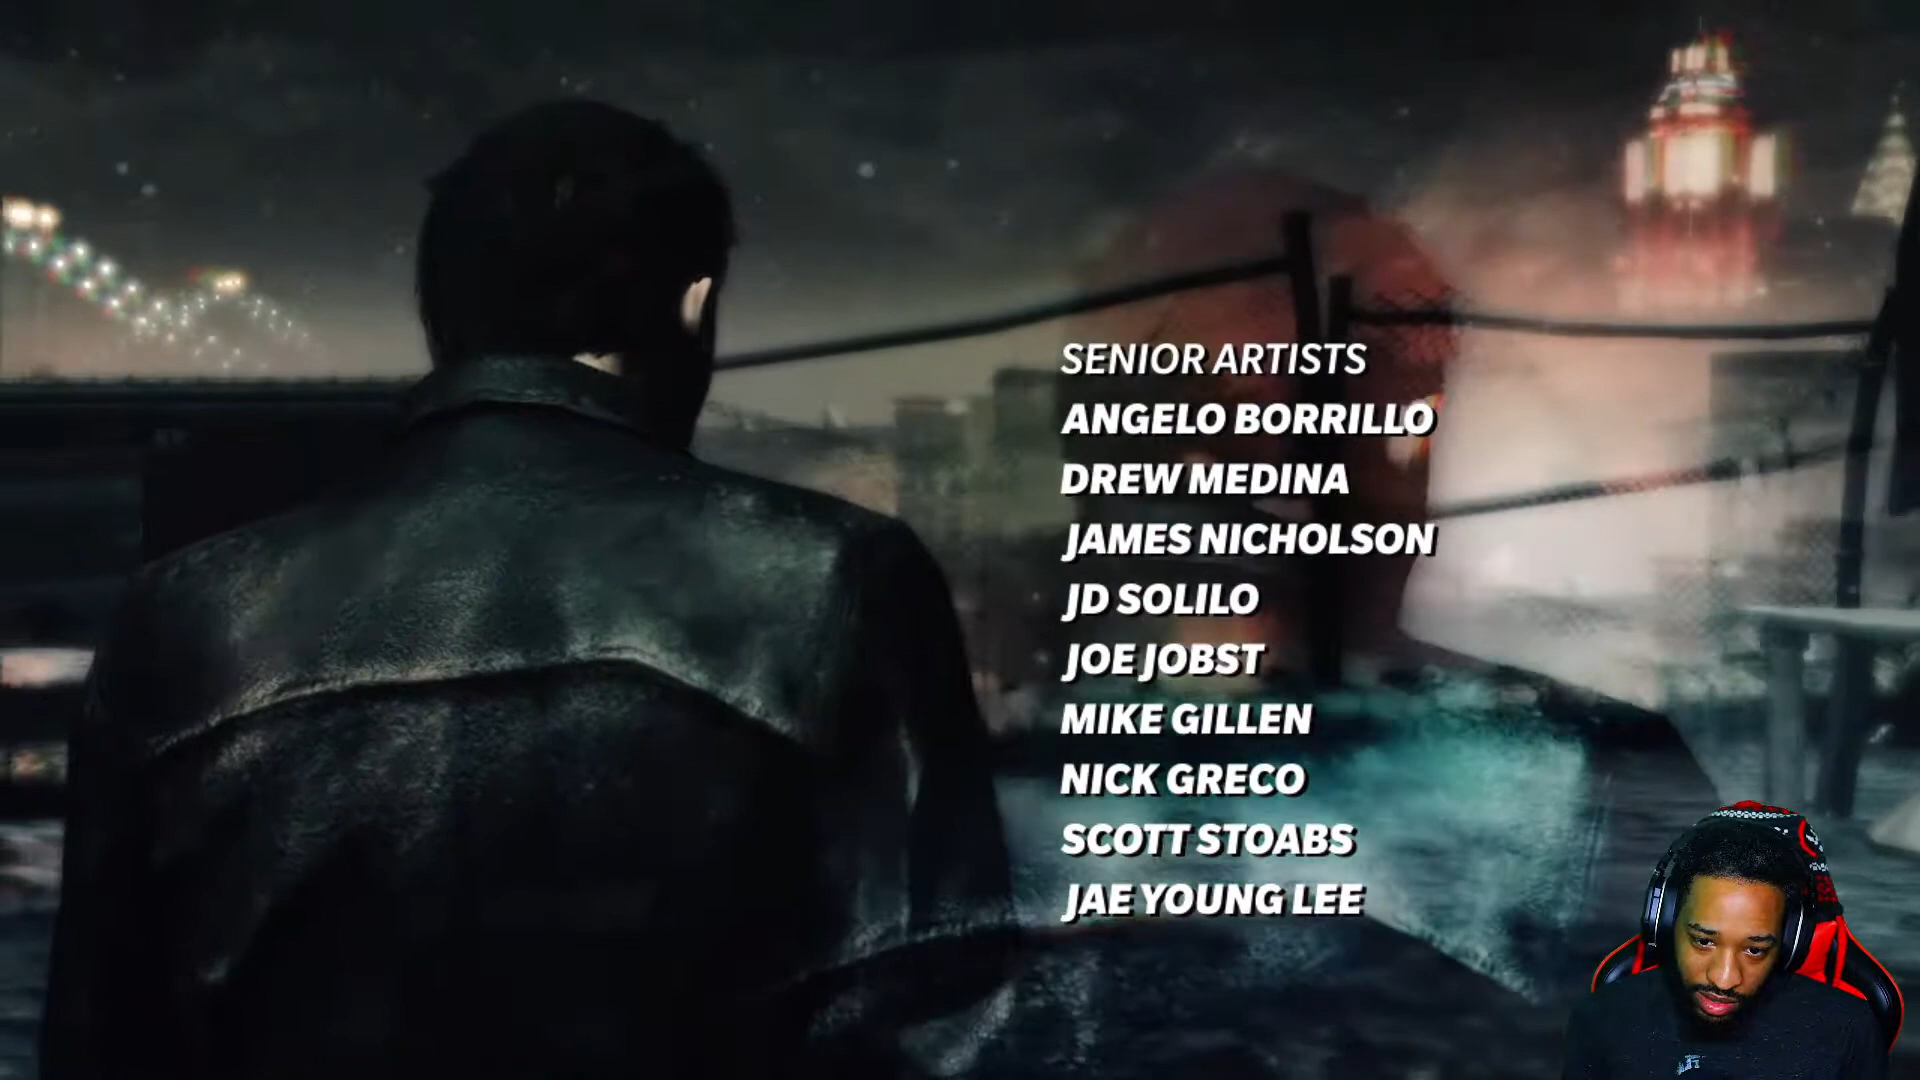 SENIOR ARTISTS
ANGELO BORRILLO
DREW MEDINA
JAMES NICHOLSON
JD SOLILO
JOE JOBST
MIKE GILLEN
NICK GRECO
SCOTT STOABS
JAE YOUNG LEE